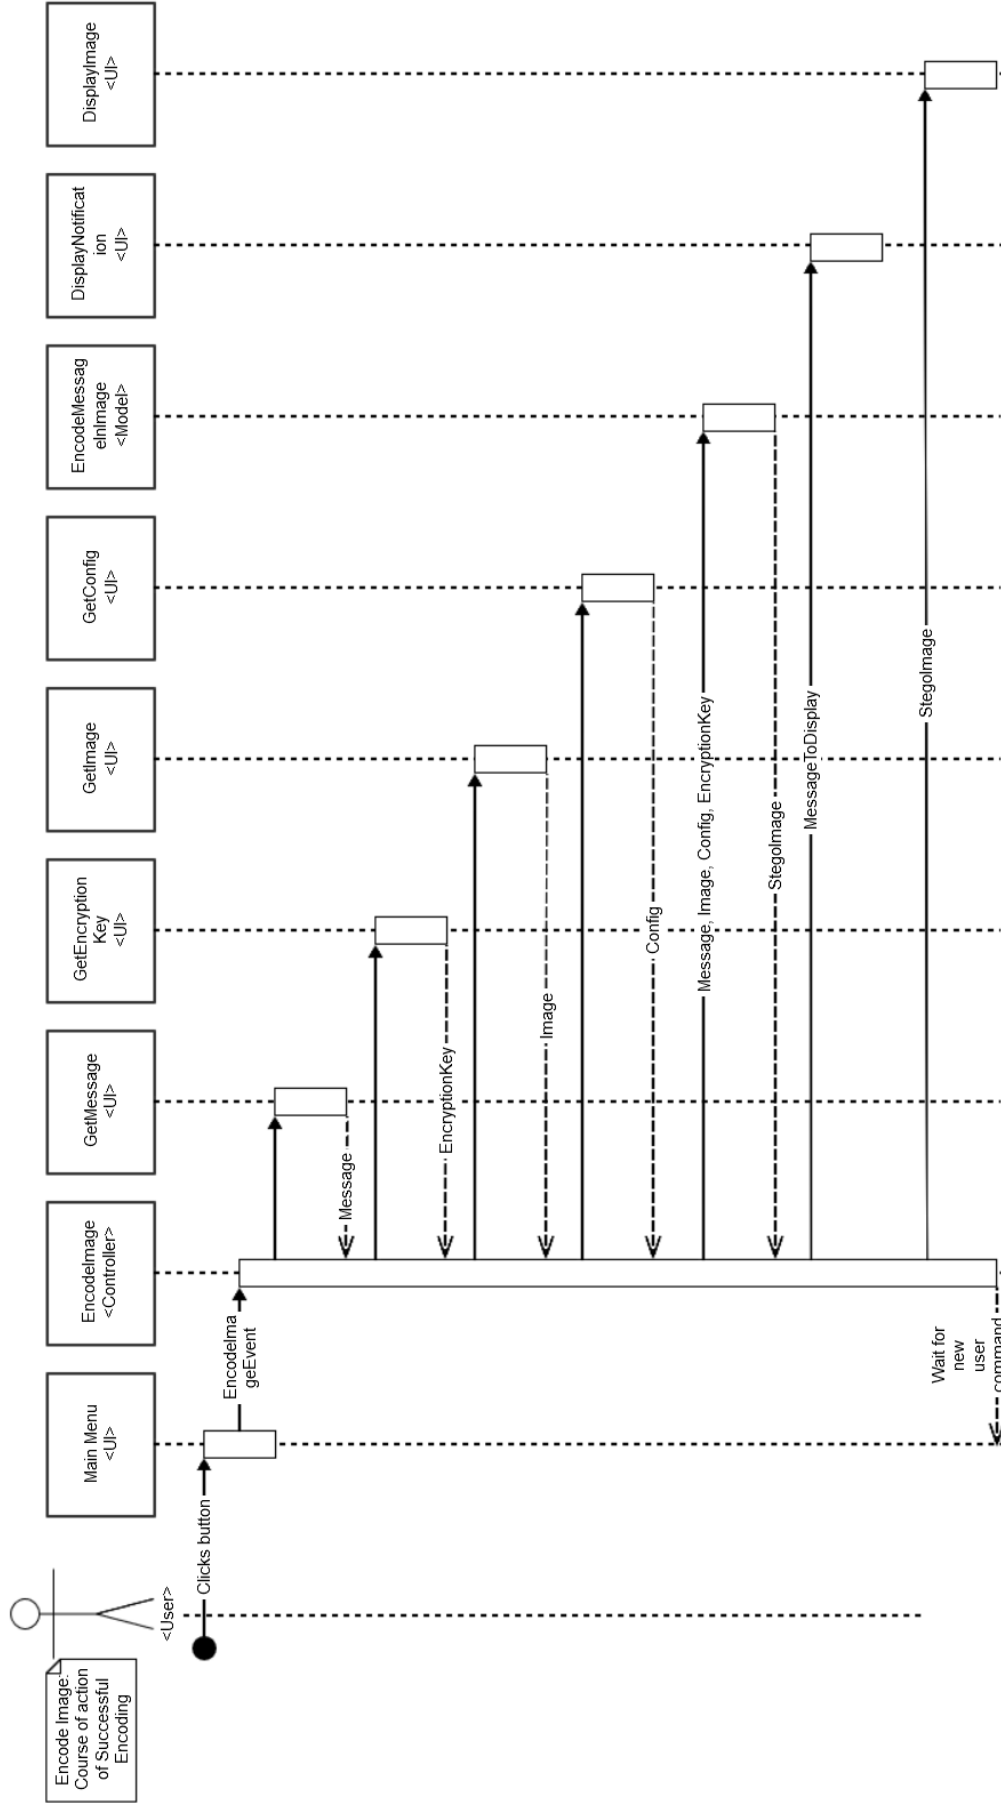 Encode Image:
Course of action
of Successful
Encoding
<User>
Main Menu
<UI>
EncodeImage
<Controller>
GetMessage
<UI>
GetEncryption
Key
<UI>
GetImage
<UI>
GetConfig
<UI>
EncodeMessag
eInImage
<Model>
DisplayNotificat
ion
<UI>
DisplayImage
<UI>
Clicks button
EncodeIma
geEvent
Message
EncryptionKey
Image
Config
Message, Image, Config, EncryptionKey
StegoImage
MessageToDisplay
StegoImage
Wait for
new
user
command